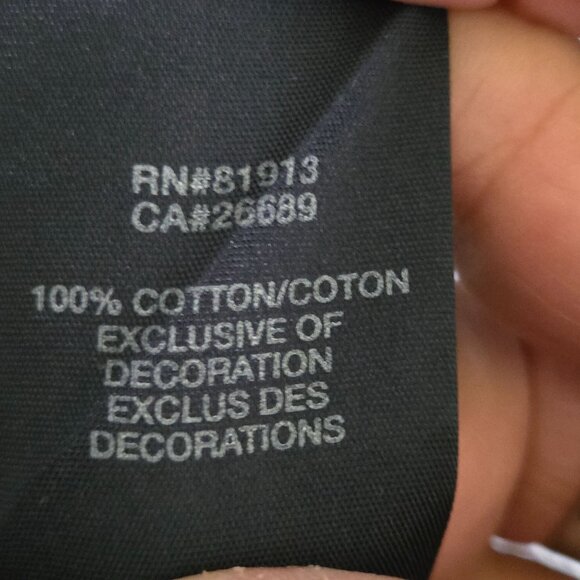 RN#81913
CA#26689
100% COTTON/COTON
EXCLUSIVE OF
DECORATION
EXCLUS DES
DECORATIONS